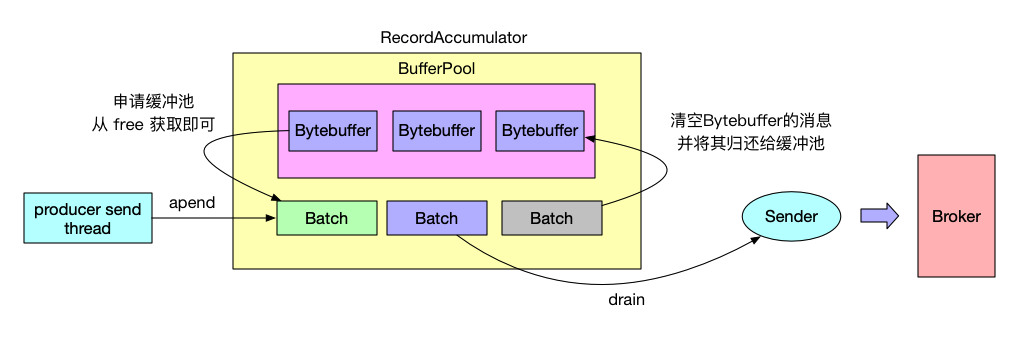 RecordAccumulator
BufferPool
申请缓冲池
从 free 获取即可
Bytebuffer
Bytebuffer
Bytebuffer
清空Bytebuffer的消息
并将其归还给缓冲池
producer send
thread
apend
Batch
Batch
Batch
Sender
Broker
drain